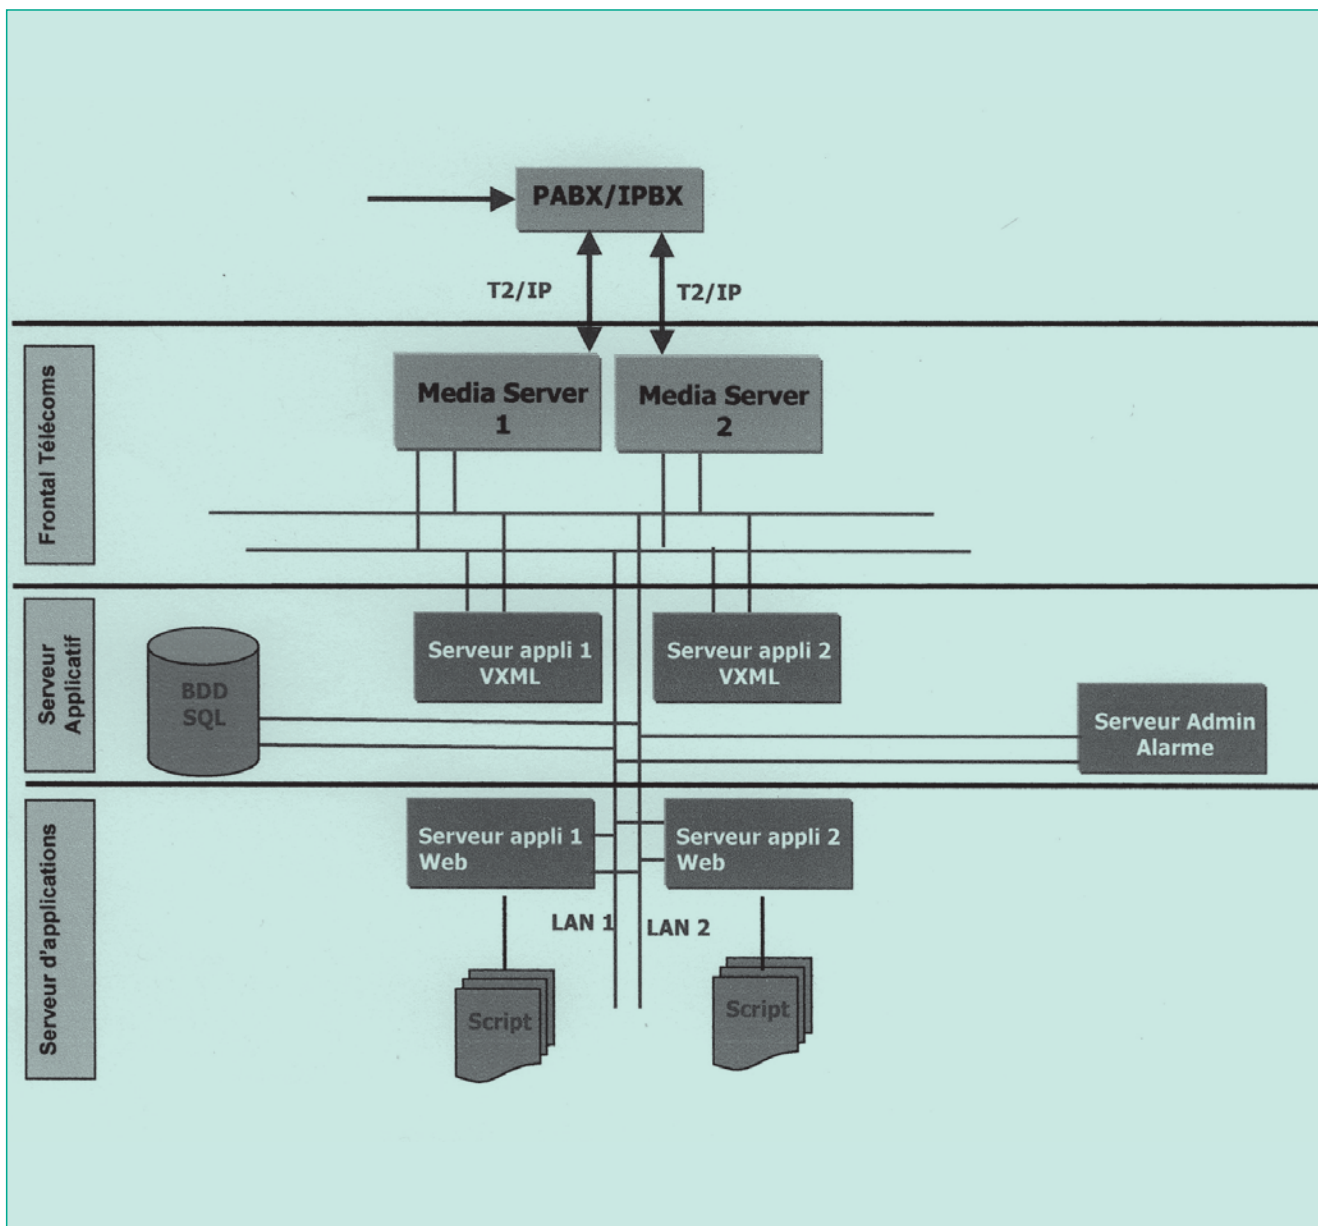 PABX/IPBX
T2/IP
T2/IP
Frontal Télécoms
Media Server
1
Media Server
2
Serveur
Applicatif
BDD
SQL
Serveur appli 1
VXML
Serveur appli 2
VXML
Serveur Admin
Alarme
Serveur d'applications
Serveur appli 1
Web
Serveur appli 2
Web
LAN 1
LAN 2
Script
Script